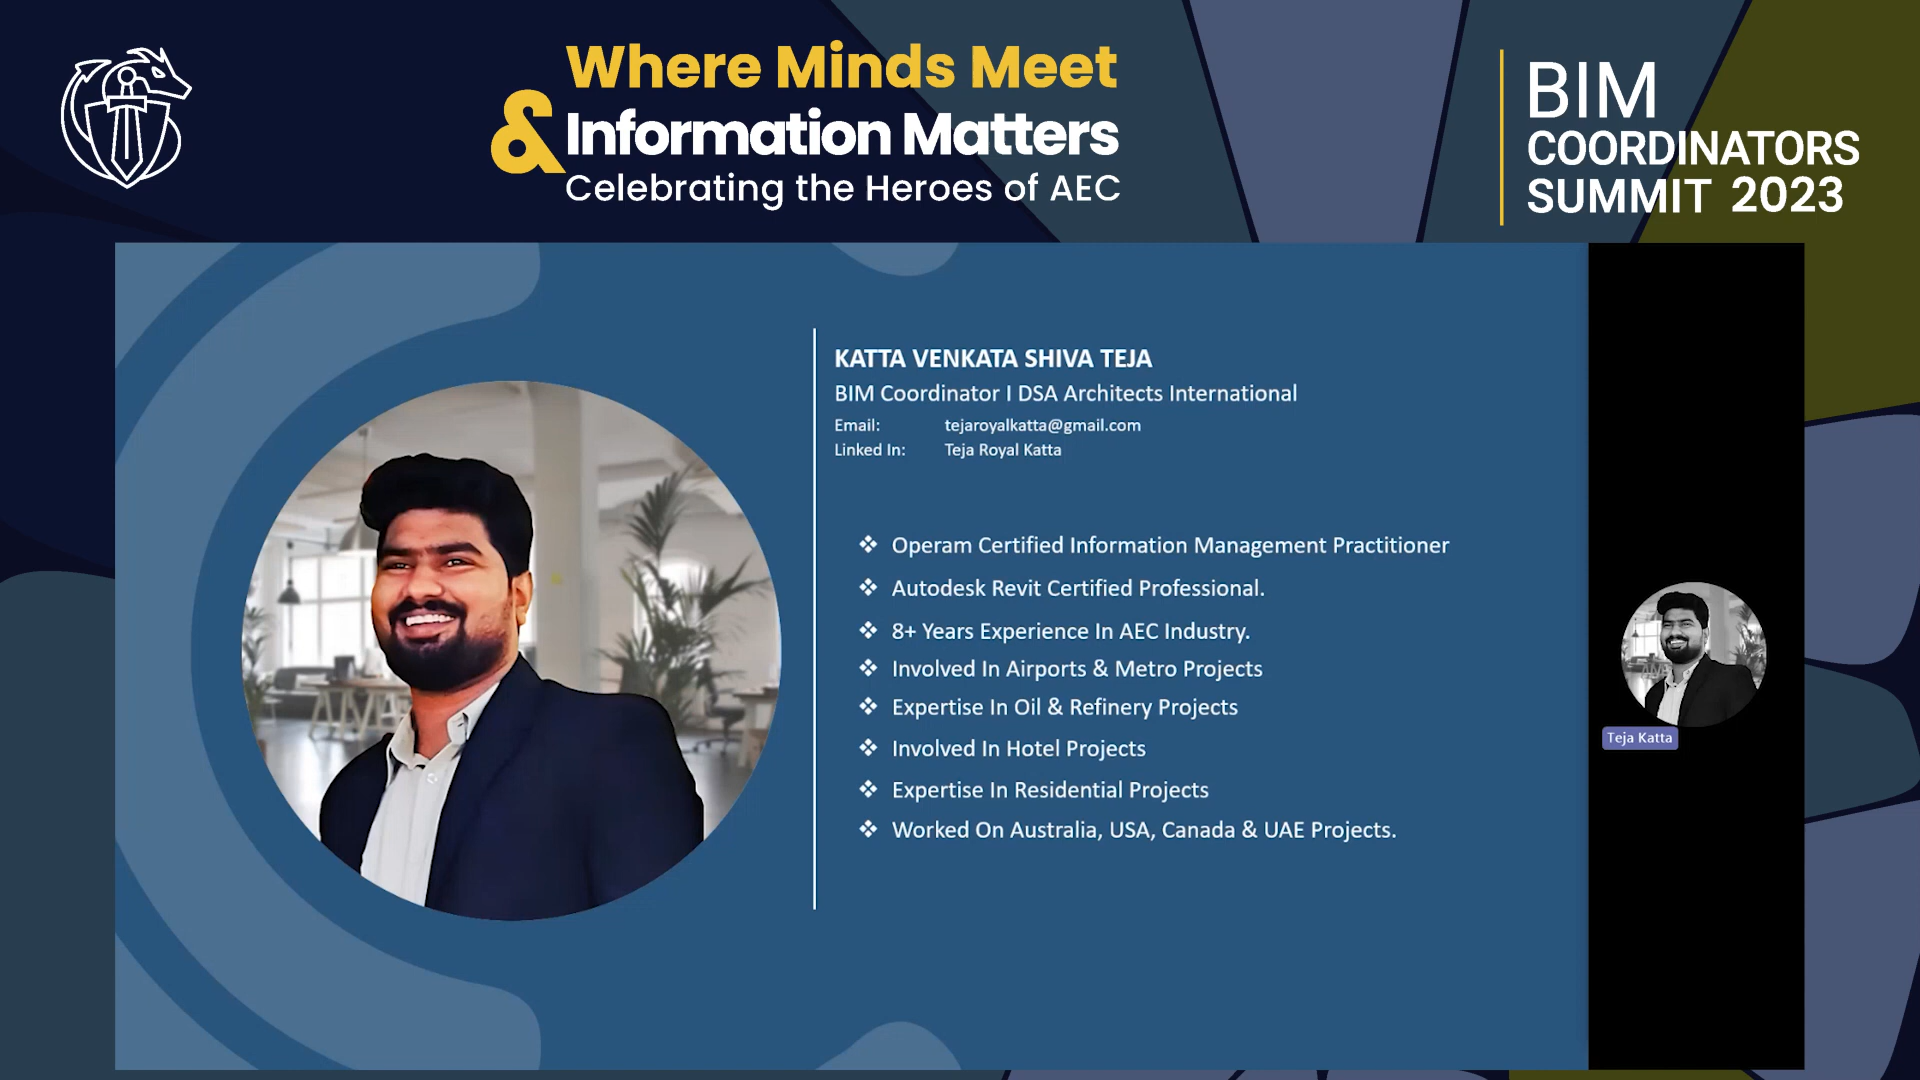 Where Minds Meet
& Information Matters
Celebrating the Heroes of AEC
BIM
COORDINATORS
SUMMIT 2023
KATTA VENKATA SHIVA TEJA
BIM Coordinator I DSA Architects International
Email: tejaroyalkatta@gmail.com
Linked In: Teja Royal Katta
❖ Operam Certified Information Management Practitioner
❖ Autodesk Revit Certified Professional.
❖ 8+ Years Experience In AEC Industry.
❖ Involved In Airports & Metro Projects
❖ Expertise In Oil & Refinery Projects
❖ Involved In Hotel Projects
❖ Expertise In Residential Projects
❖ Worked On Australia, USA, Canada & UAE Projects.
Teja Katta